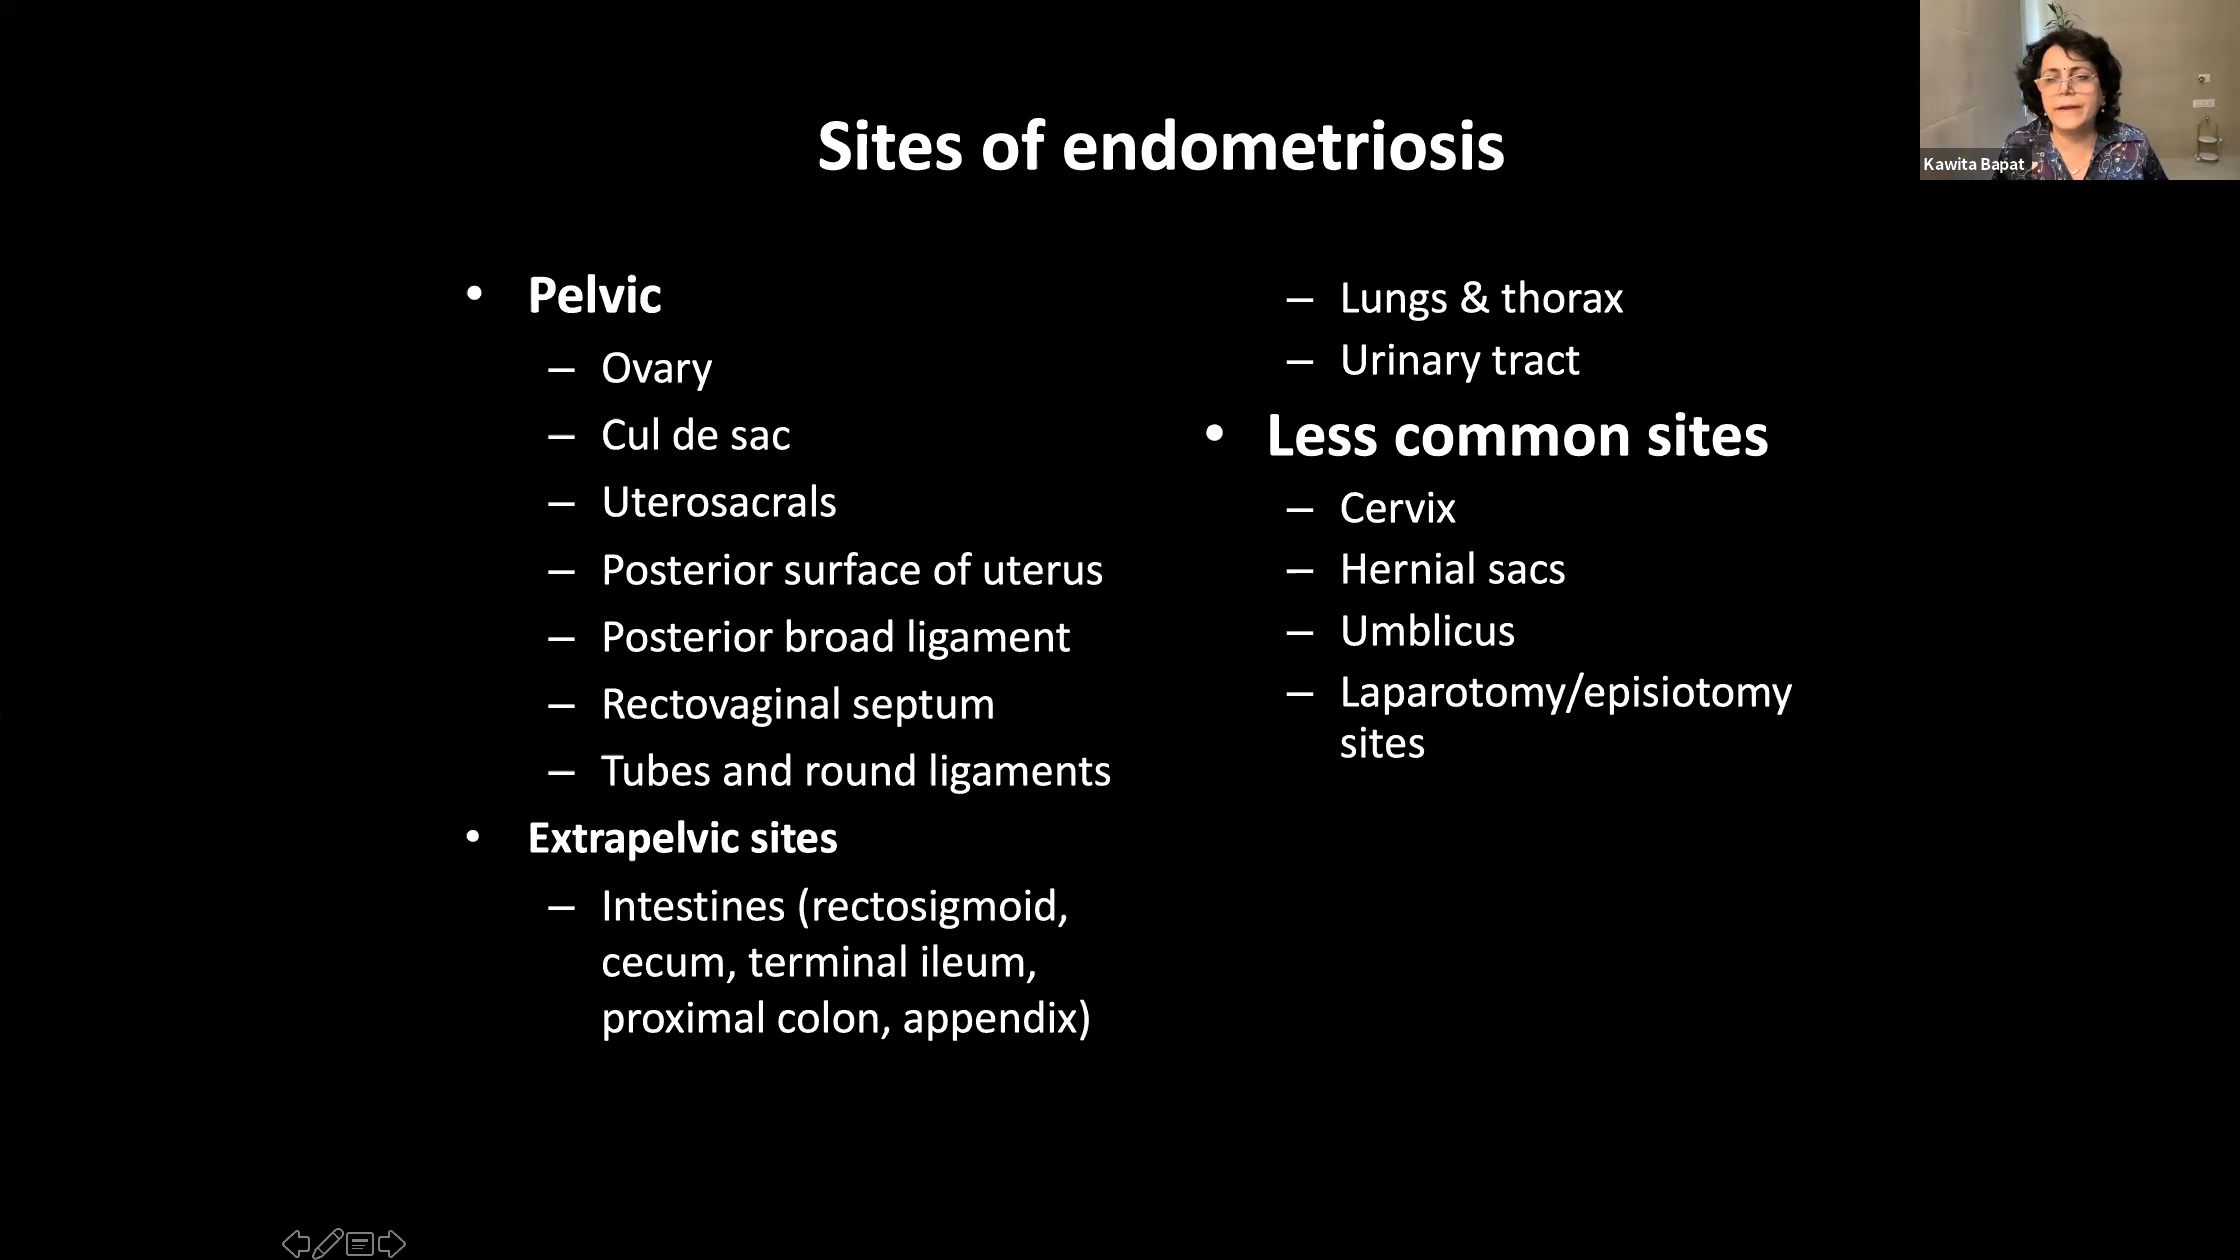 Sites of endometriosis
• Pelvic
– Ovary
– Cul de sac
– Uterosacrals
– Posterior surface of uterus
– Posterior broad ligament
– Rectovaginal septum
– Tubes and round ligaments
• Extrapelvic sites
– Intestines (rectosigmoid,
cecum, terminal ileum,
proximal colon, appendix)
– Lungs & thorax
– Urinary tract
• Less common sites
– Cervix
– Hernial sacs
– Umblicus
– Laparotomy/episiotomy
sites
Kawita Bapat